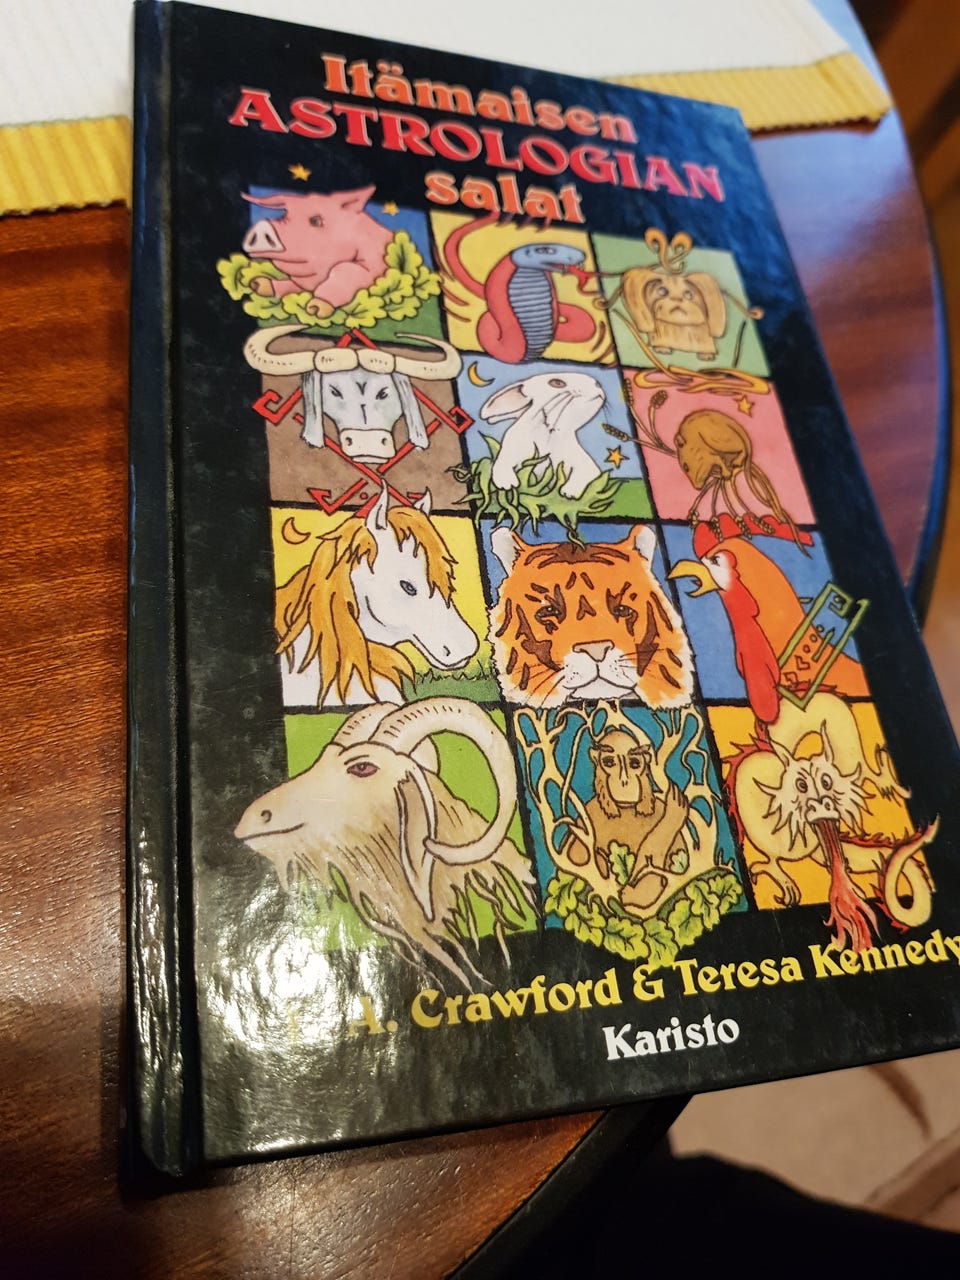 Itämaisen
ASTROLOGIAN
salat
A. Crawford & Teresa Kennedy
Karisto